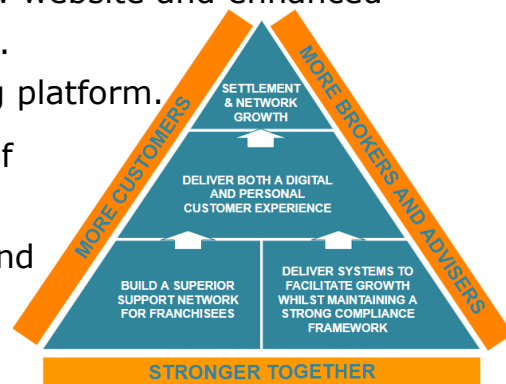 website and enhanced
.
platform.
MORE CUSTOMERS
MORE BROKERS AND ADVISERS
SETTLEMENT
& NETWORK
GROWTH
DELIVER BOTH A DIGITAL
AND PERSONAL
CUSTOMER EXPERIENCE
BUILD A SUPERIOR
SUPPORT NETWORK
FOR FRANCHISEES
DELIVER SYSTEMS TO
FACILITATE GROWTH
WHILST MAINTAINING A
STRONG COMPLIANCE
FRAMEWORK
STRONGER TOGETHER